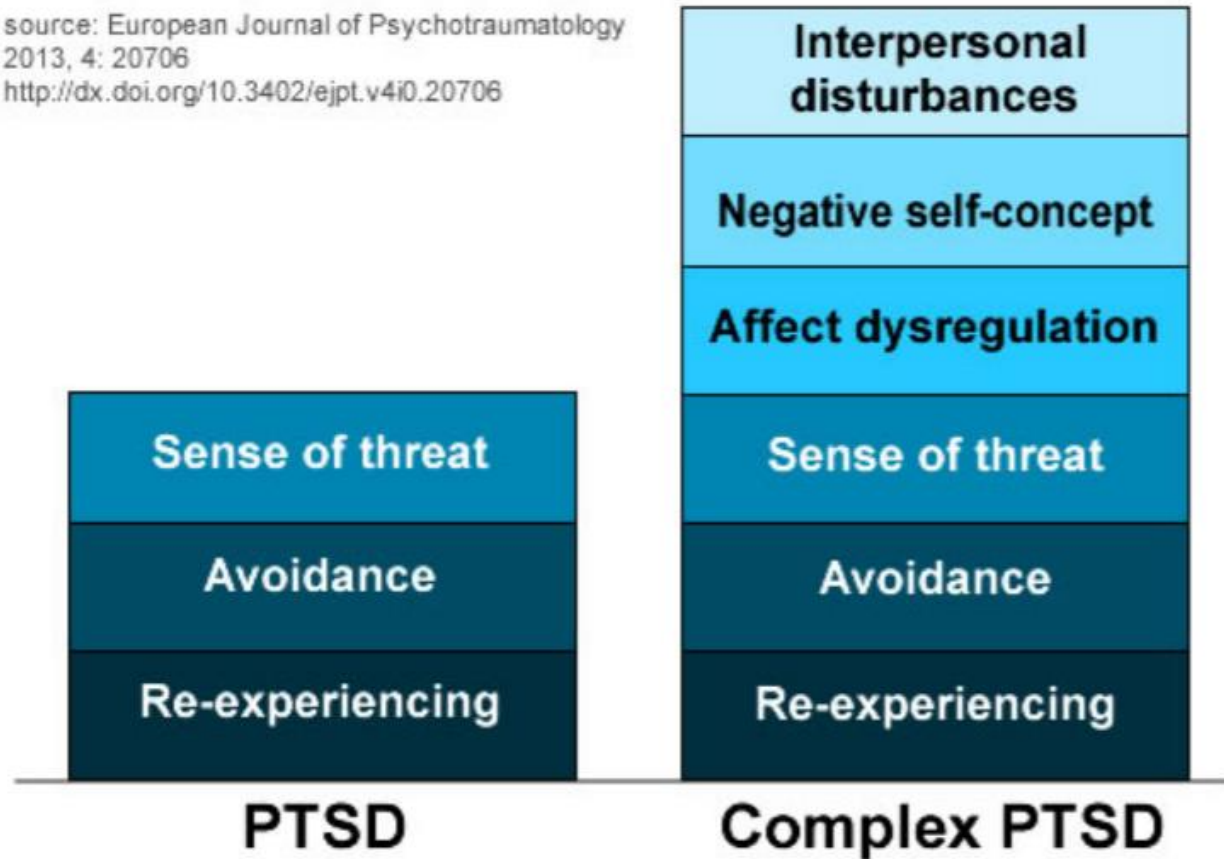 source: European Journal of Psychotraumatology
2013, 4: 20706
http://dx.doi.org/10.3402/ejpt.v4i0.20706
Sense of threat
Avoidance
Re-experiencing
PTSD
Interpersonal
disturbances
Negative self-concept
Affect dysregulation
Sense of threat
Avoidance
Re-experiencing
Complex PTSD